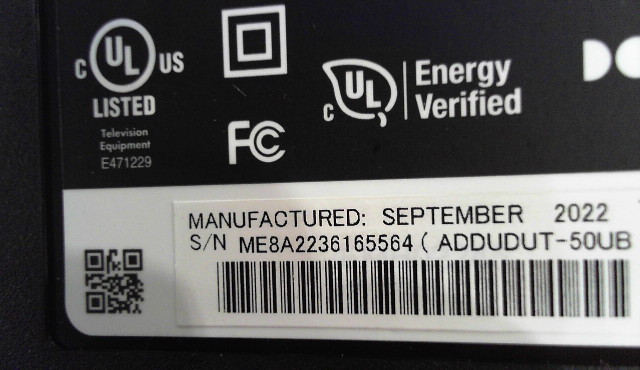 C UL US
LISTED
Television
Equipment
E471229
FC
C UL
Energy
Verified
MANUFACTURED: SEPTEMBER 2022
S/N ME8A2236165564 ( ADDUDUT-50UB